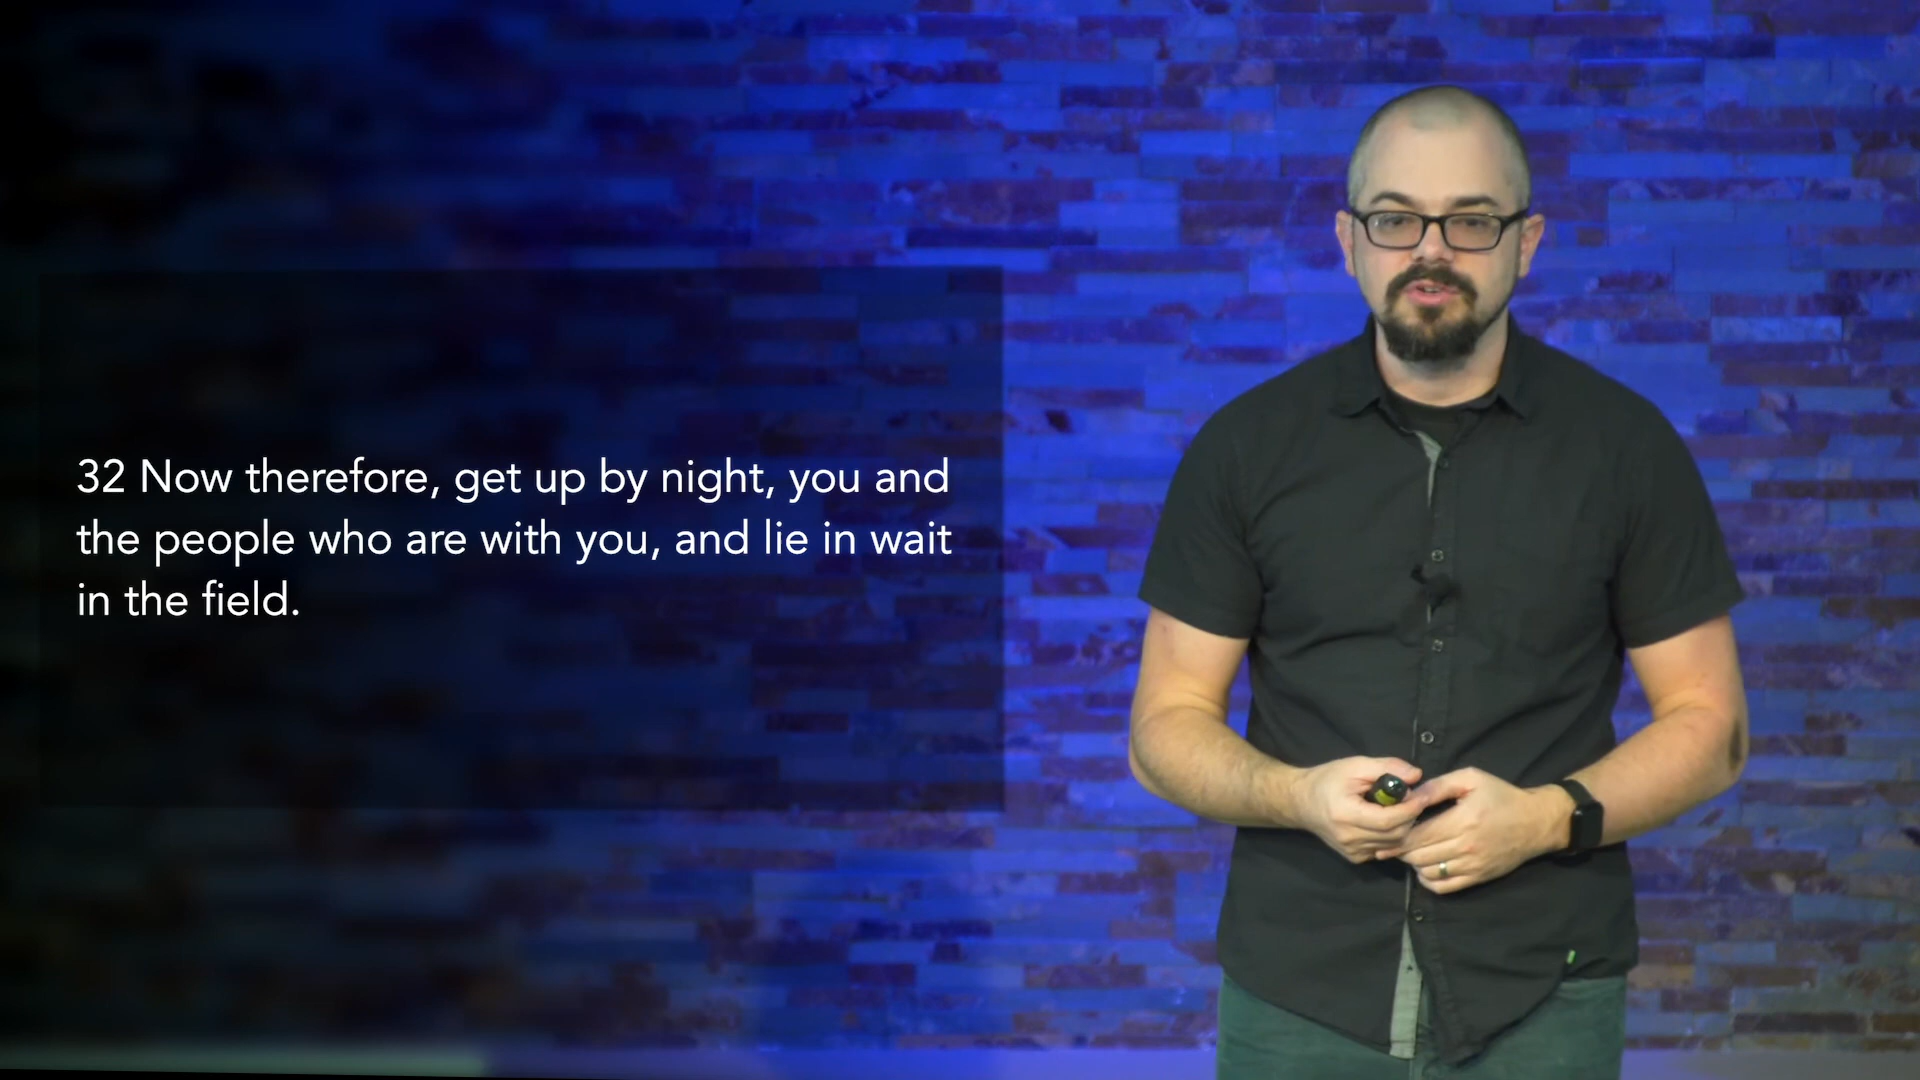 32 Now therefore, get up by night, you and
the people who are with you, and lie in wait
in the field.